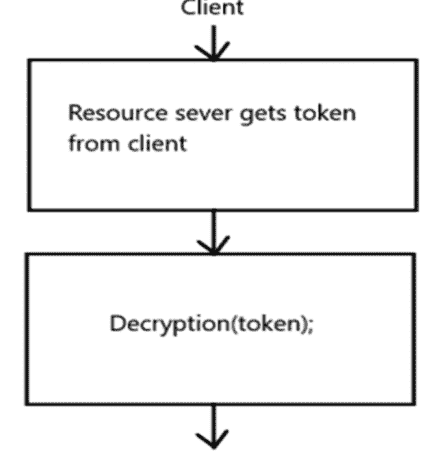 Client
Resource sever gets token
from client
Decryption(token);